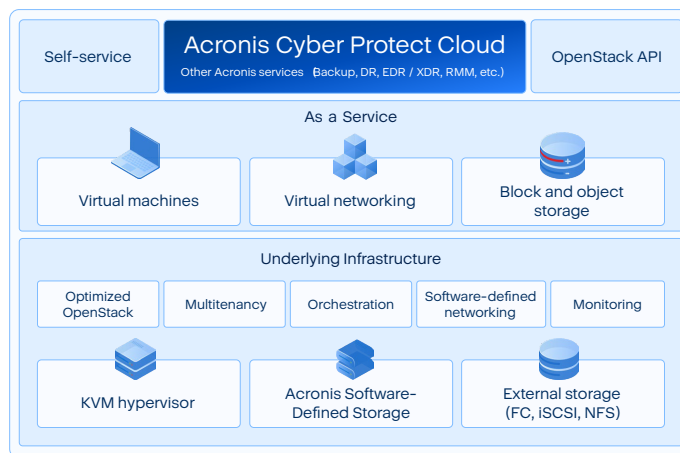 Self-service
Acronis Cyber Protect Cloud
Other Acronis services (Backup, DR, EDR / XDR, RMM, etc.)
OpenStack API
As a Service
Virtual machines
Virtual networking
Block and object
storage
Underlying Infrastructure
Optimized
OpenStack
Multitenancy
Orchestration
Software-defined
networking
Monitoring
KVM hypervisor
Acronis Software-
Defined Storage
External storage
(FC, iSCSI, NFS)